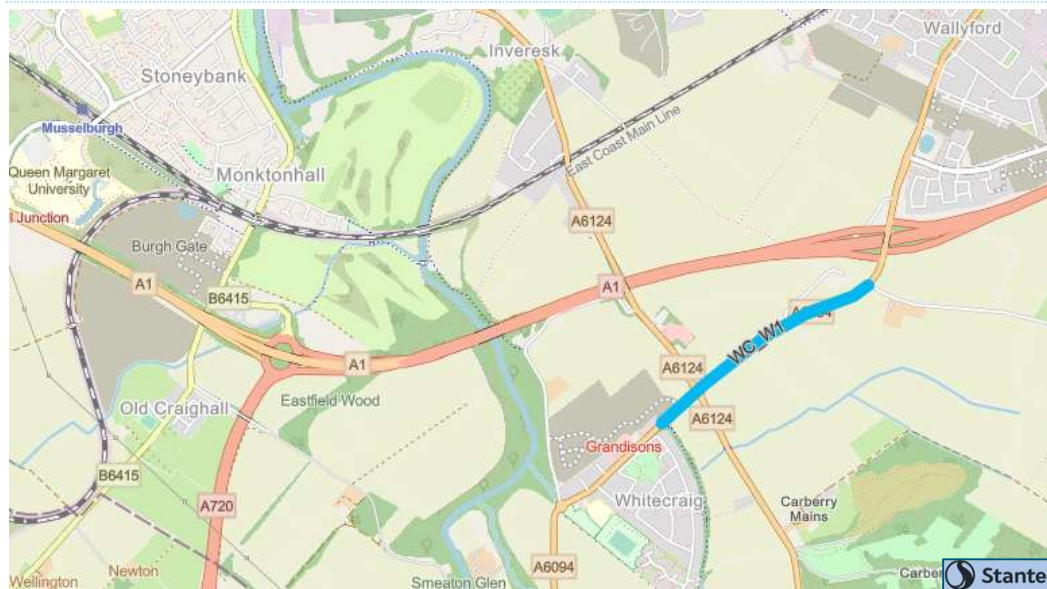 Wallyford
Inveresk
Stoneybank
Musselburgh
East Coast Main Line
Queen Margaret
University
Monktonhall
Junction
A6124
Burgh Gate
A1
A1
B6415
WC_W1
A1
A6124
Old Craighall
Eastfield Wood
A6124
Grandisons
B6415
A720
Whitecraig
Carberry
Mains
Newton
Wellington
Smeaton Glen
A6094
Stante